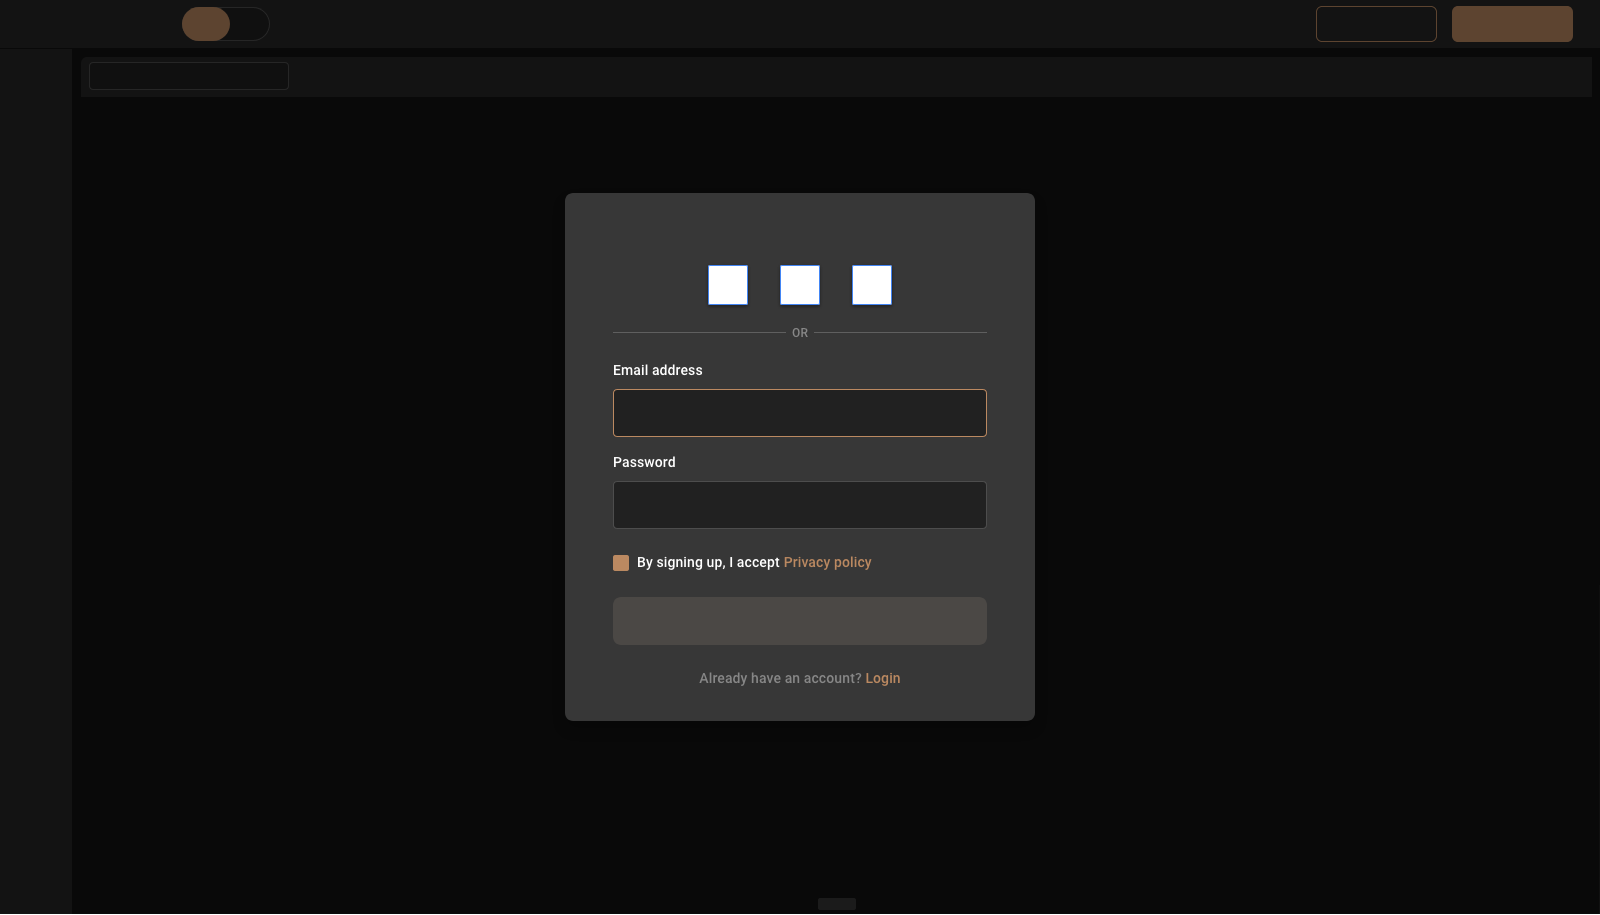 OR
Email address
Password
By signing up, I accept Privacy policy
Already have an account? Login